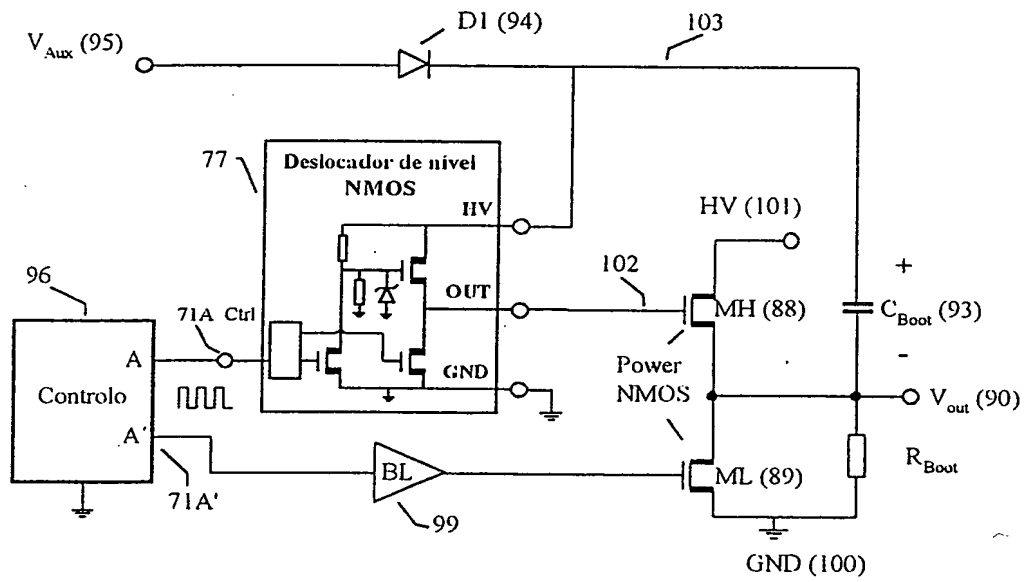 D1 (94)
103
V_Aux (95)
77
Deslocador de nível
NMOS
HV
HV (101)
96
102
+
OUT
71A Ctrl
MH (88)
C_Boot (93)
A
Power
NMOS
-
GND
Controlo
V_out (90)
A'
BL
ML (89)
R_Boot
71A'
99
GND (100)